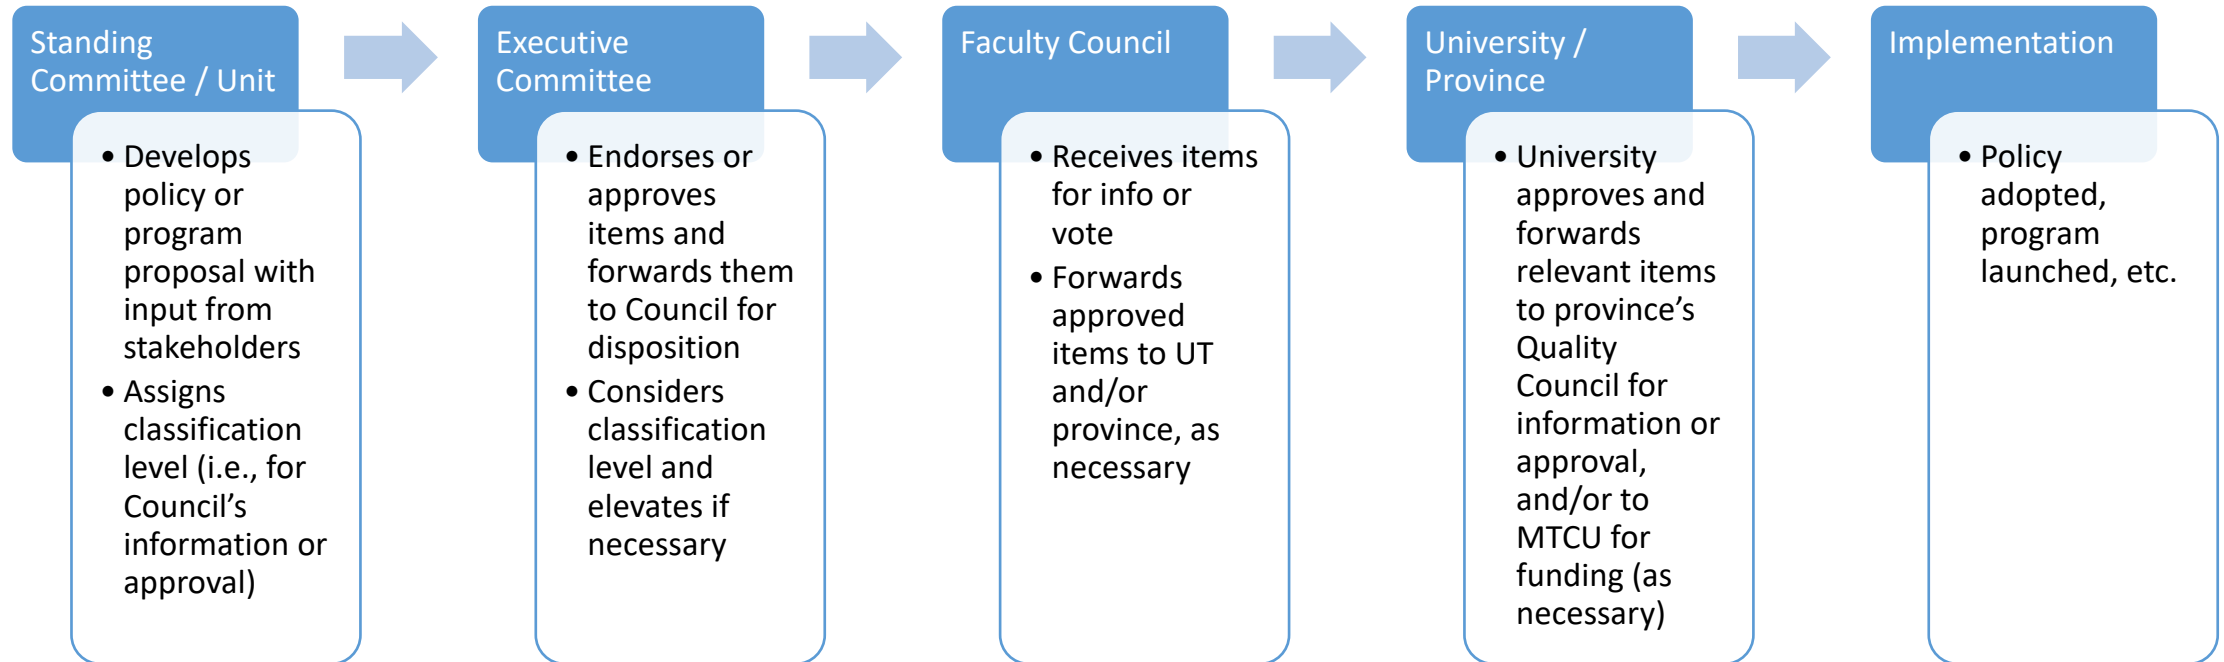 Standing
Committee / Unit
• Develops
policy or
program
proposal with
input from
stakeholders
• Assigns
classification
level (i.e., for
Council’s
information or
approval)
Executive
Committee
• Endorses or
approves
items and
forwards them
to Council for
disposition
• Considers
classification
level and
elevates if
necessary
Faculty Council
• Receives items
for info or
vote
• Forwards
approved
items to UT
and/or
province, as
necessary
University /
Province
• University
approves and
forwards
relevant items
to province’s
Quality
Council for
information or
approval,
and/or to
MTCU for
funding (as
necessary)
Implementation
• Policy
adopted,
program
launched, etc.